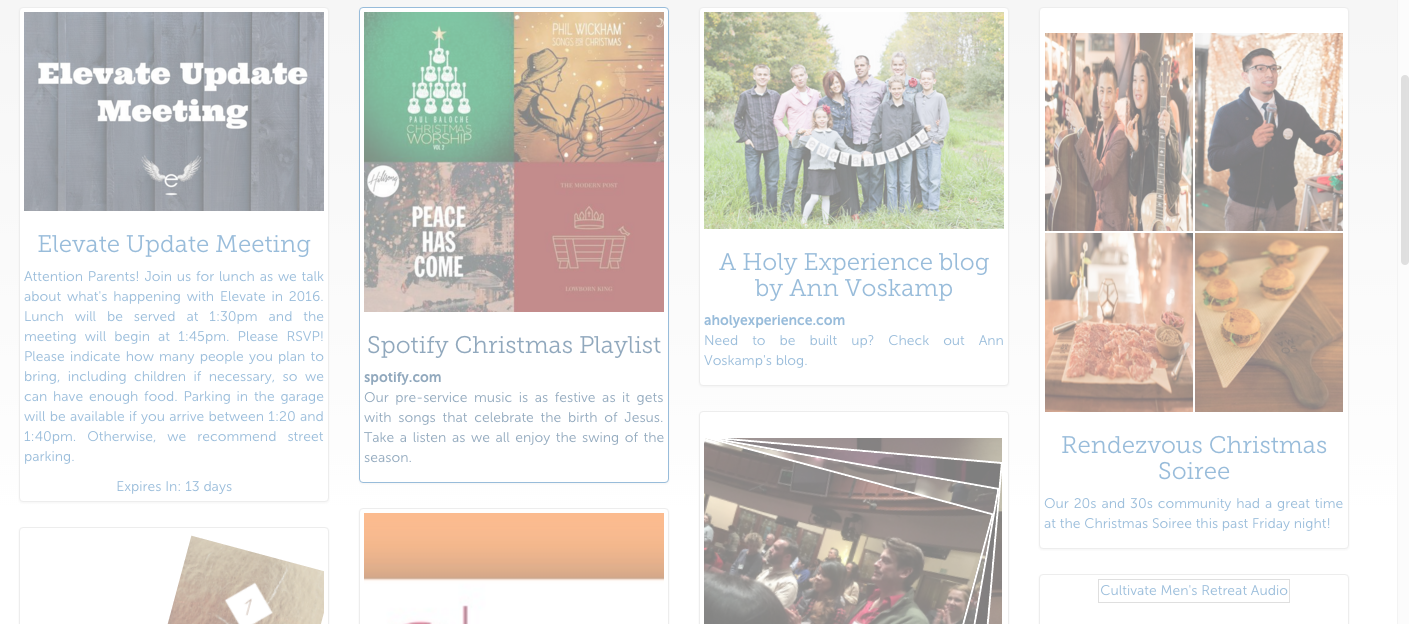 Elevate Update
Meeting
e
Elevate Update Meeting
Attention Parents! Join us for lunch as we talk
about what's happening with Elevate in 2016.
Lunch will be served at 1:30pm and the
meeting will begin at 1:45pm. Please RSVP!
Please indicate how many people you plan to
bring, including children if necessary, so we
can have enough food. Parking in the garage
will be available if you arrive between 1:20 and
1:40pm. Otherwise, we recommend street
parking.
Expires In: 13 days
1
PAUL BALOCHE
CHRISTMAS
WORSHIP
VOL 2
PHIL WICKHAM
SONGS FOR CHRISTMAS
Hillsong
PEACE
HAS
COME
THE MODERN POST
LOWBORN KING
Spotify Christmas Playlist
spotify.com
Our pre-service music is as festive as it gets
with songs that celebrate the birth of Jesus.
Take a listen as we all enjoy the swing of the
season.
A Holy Experience blog
by Ann Voskamp
aholyexperience.com
Need to be built up? Check out Ann
Voskamp's blog.
Rendezvous Christmas
Soiree
Our 20s and 30s community had a great time
at the Christmas Soiree this past Friday night!
Cultivate Men's Retreat Audio